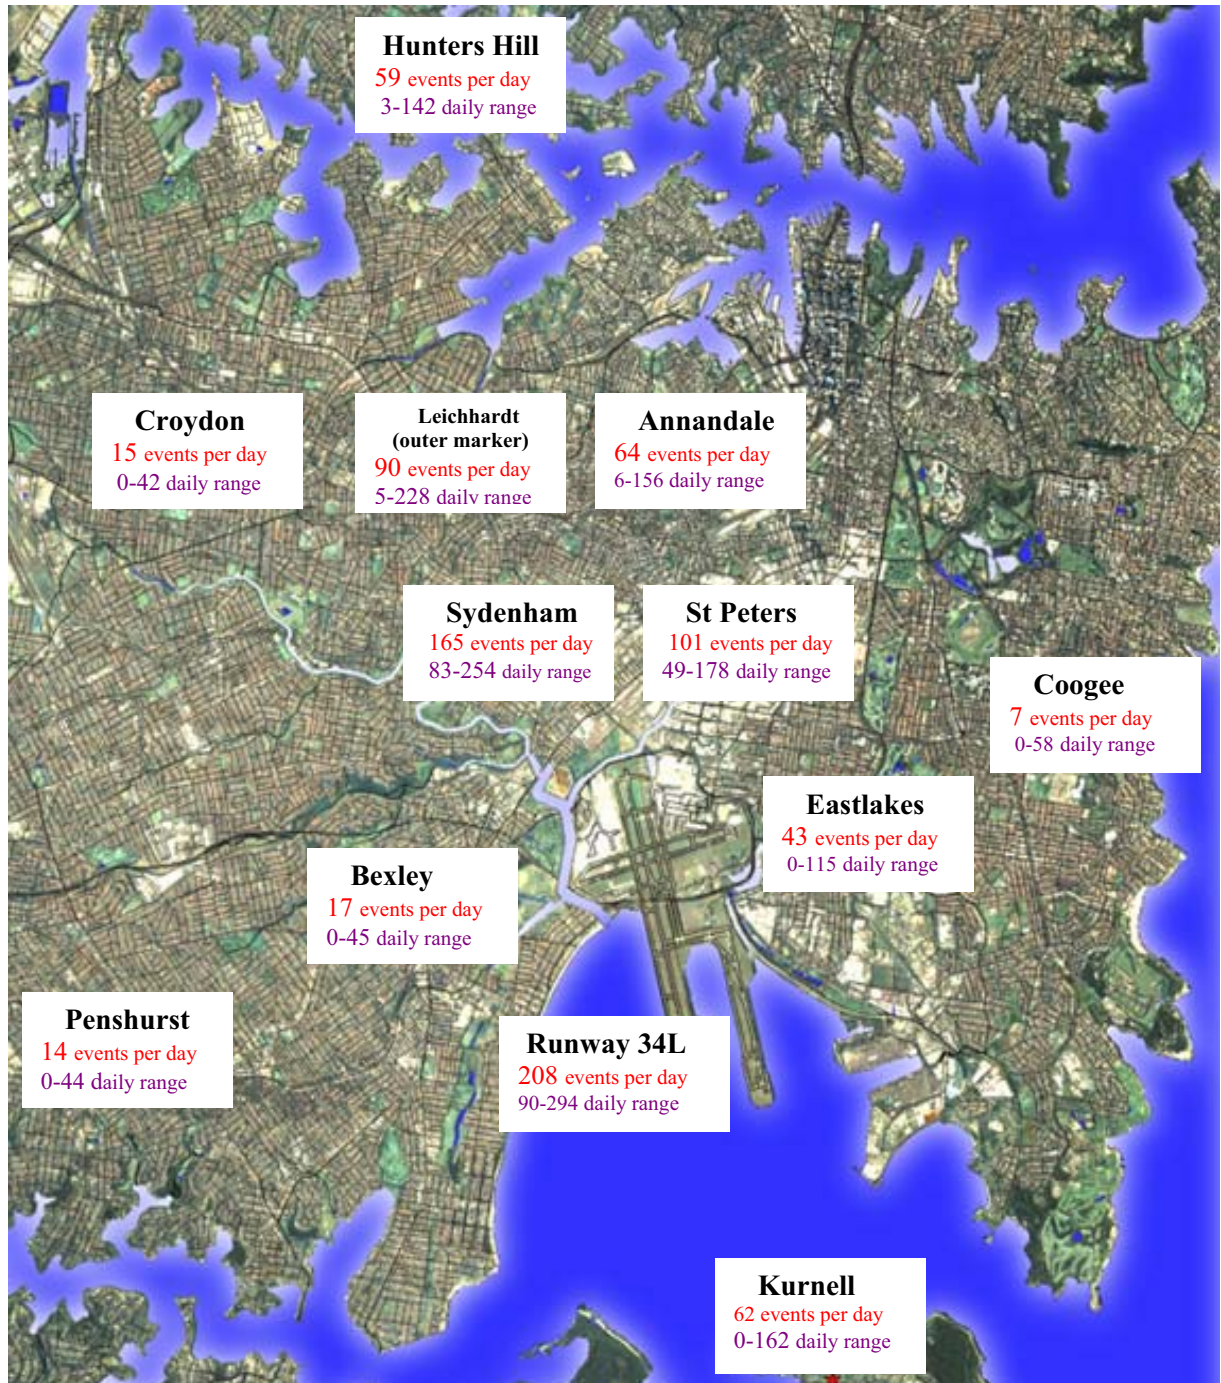 Hunters Hill
59 events per day
3-142 daily range
Croydon
15 events per day
0-42 daily range
Leichhardt
(outer marker)
90 events per day
5-228 daily range
Annandale
64 events per day
6-156 daily range
Sydenham
165 events per day
83-254 daily range
St Peters
101 events per day
49-178 daily range
Coogee
7 events per day
0-58 daily range
Eastlakes
43 events per day
0-115 daily range
Bexley
17 events per day
0-45 daily range
Penshurst
14 events per day
0-44 daily range
Runway 34L
208 events per day
90-294 daily range
Kurnell
62 events per day
0-162 daily range